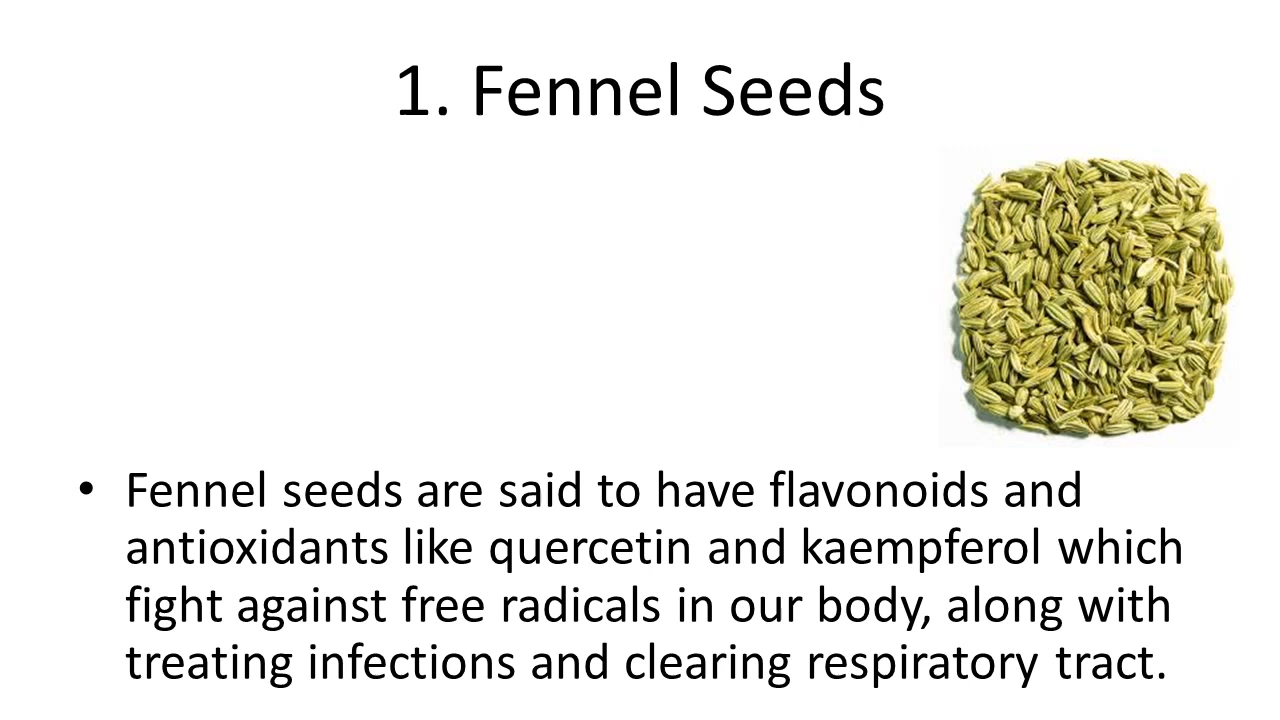 1. Fennel Seeds
• Fennel seeds are said to have flavonoids and
antioxidants like quercetin and kaempferol which
fight against free radicals in our body, along with
treating infections and clearing respiratory tract.